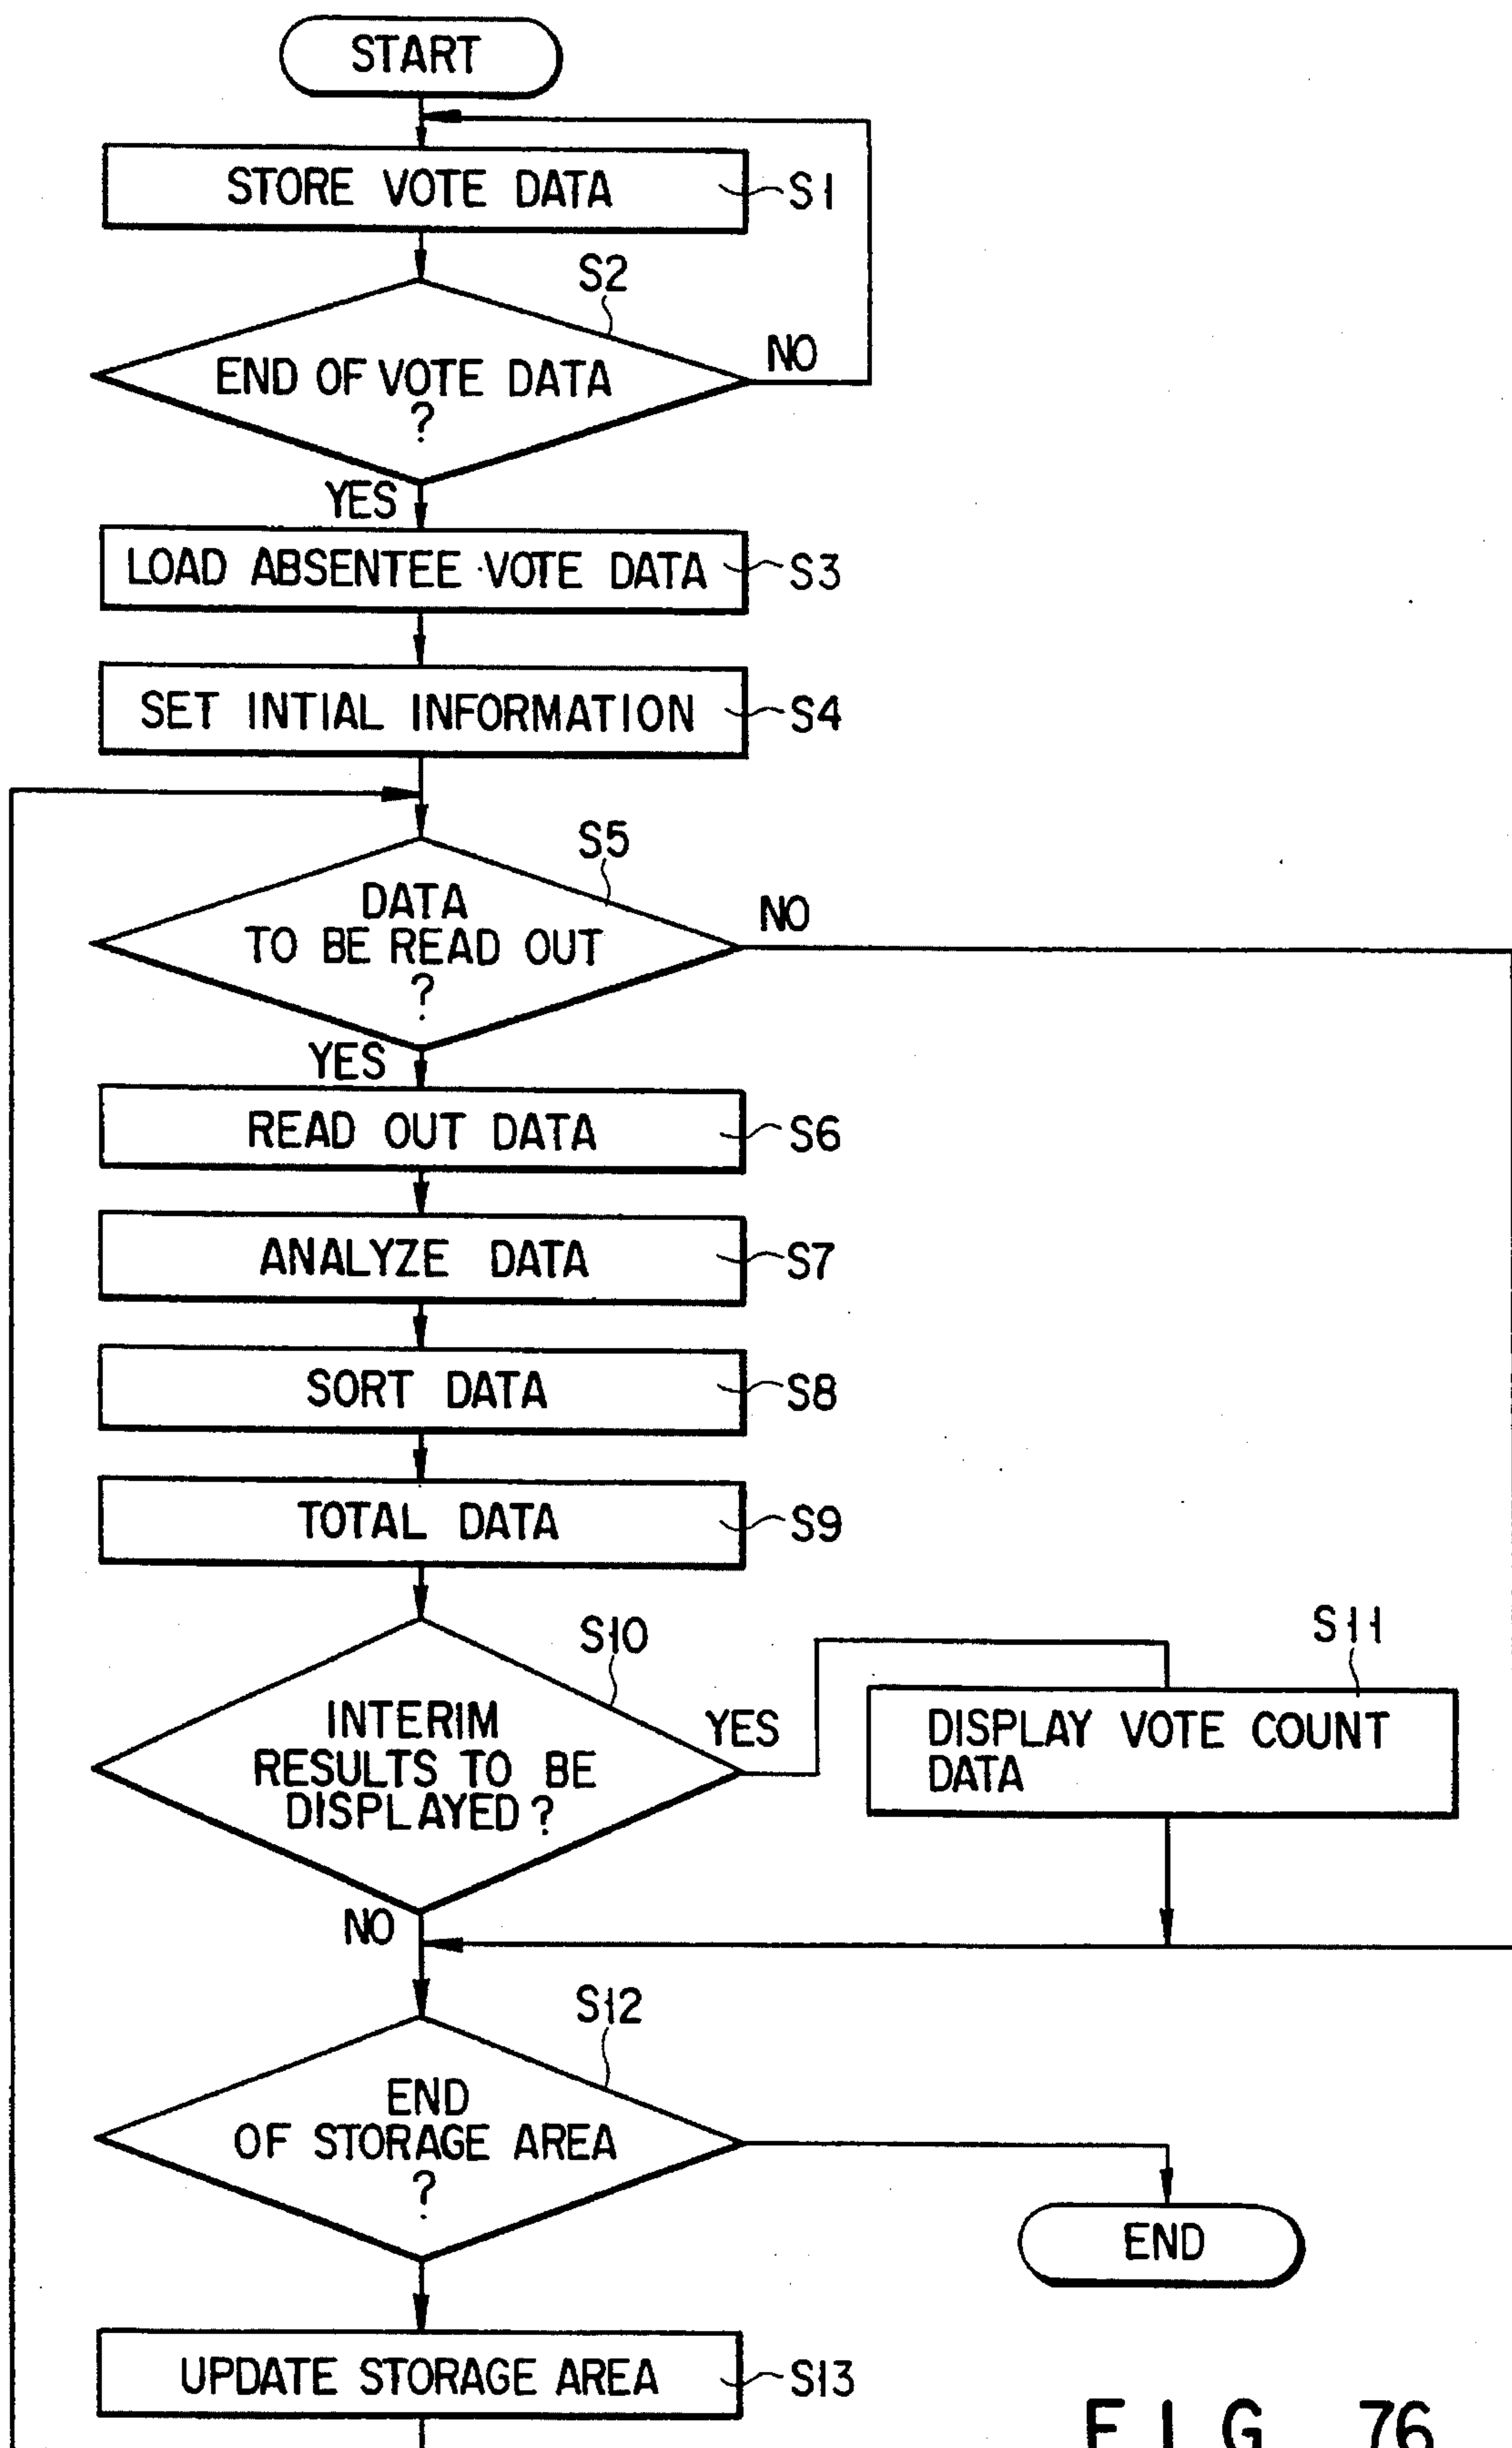 START
STORE VOTE DATA
S1
S2
END OF VOTE DATA
?
NO
YES
LOAD ABSENTEE VOTE DATA
S3
SET INTIAL INFORMATION
S4
S5
DATA
TO BE READ OUT
?
NO
YES
READ OUT DATA
S6
ANALYZE DATA
S7
SORT DATA
S8
TOTAL DATA
S9
S10
INTERIM
RESULTS TO BE
DISPLAYED?
YES
S11
DISPLAY VOTE COUNT
DATA
NO
S12
END
OF STORAGE AREA
?
END
UPDATE STORAGE AREA
S13
FIG 76